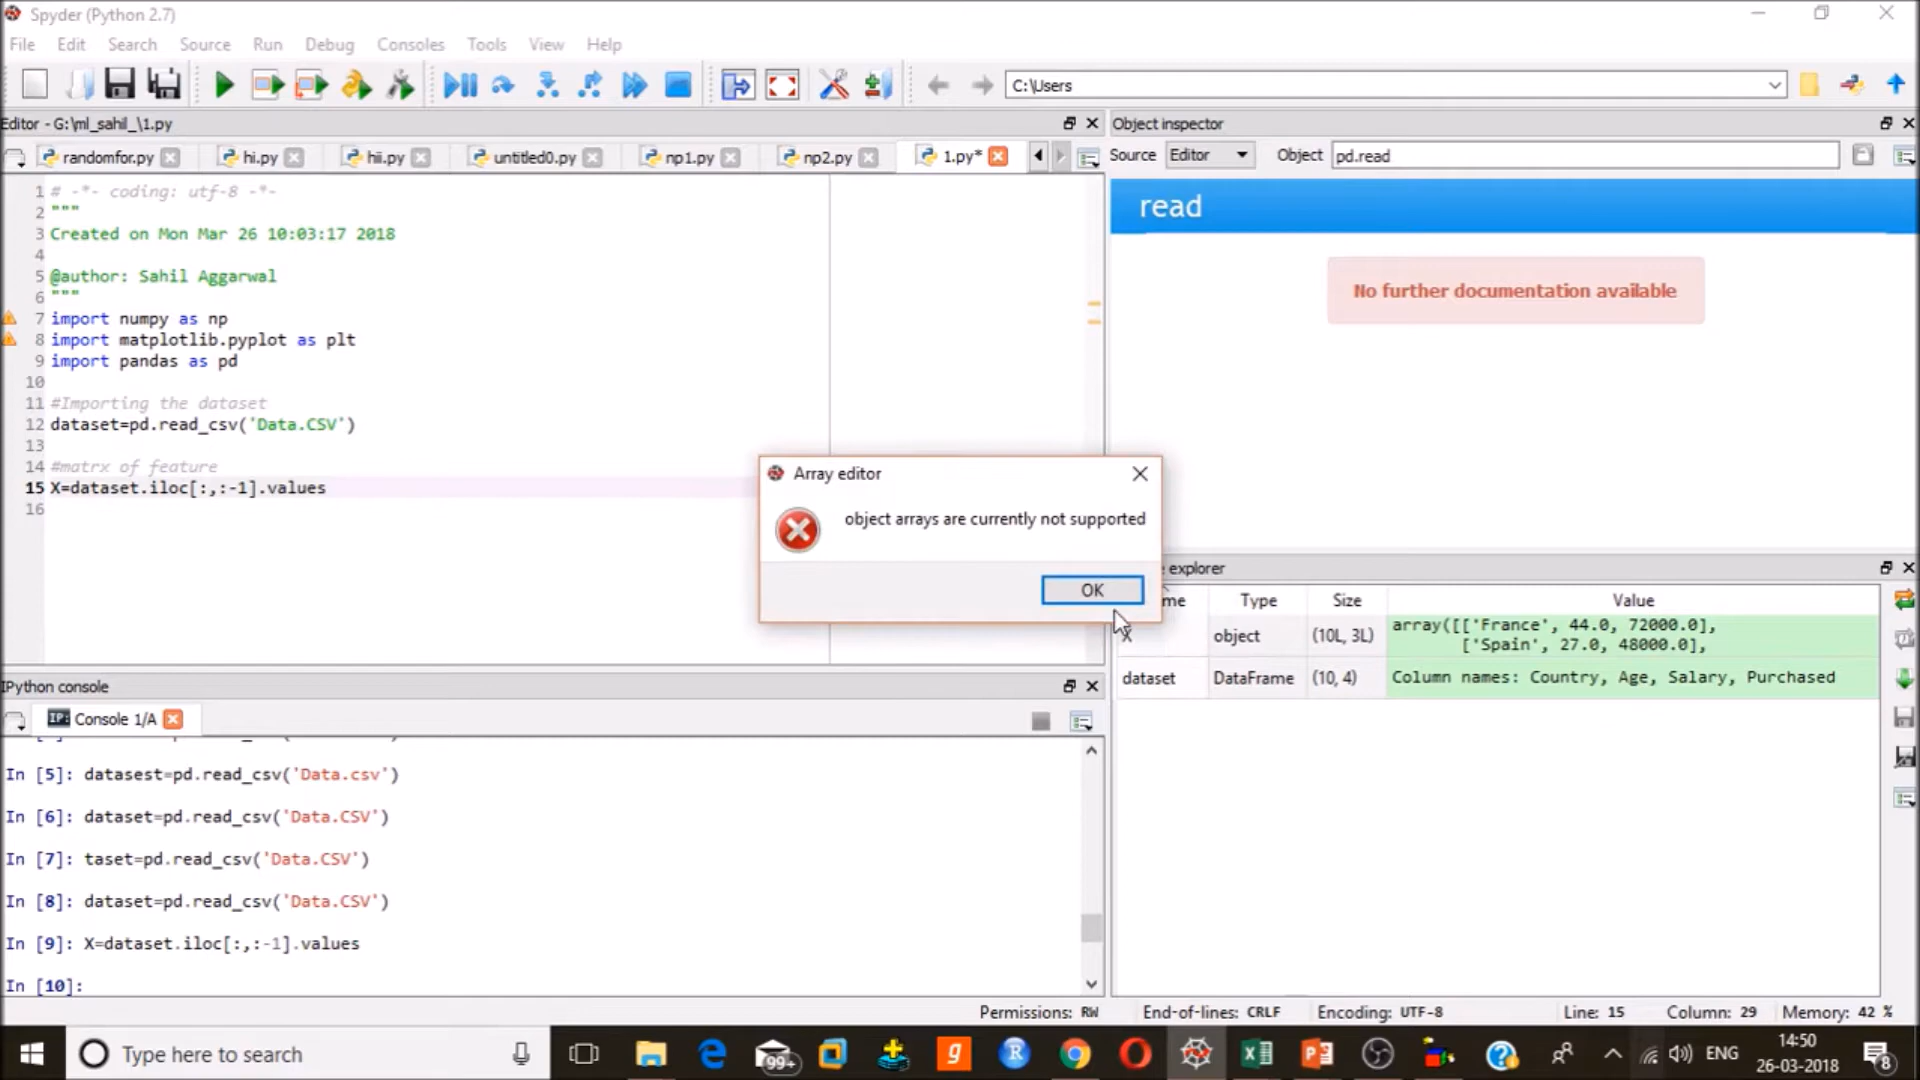 Spyder (Python 2.7)
File Edit Search Source Run Debug Consoles Tools View Help
C:\Users
Editor - G:\ml_sahil_\1.py
Object inspector
randomfor.py hi.py hii.py untitled0.py np1.py np2.py 1.py*
Source Editor Object pd.read
1 # -*- coding: utf-8 -*-
2 """
3 Created on Mon Mar 26 10:03:17 2018
4
5 @author: Sahil Aggarwal
6 """
7 import numpy as np
8 import matplotlib.pyplot as plt
9 import pandas as pd
10
11 #Importing the dataset
12 dataset=pd.read_csv('Data.CSV')
13
14 #matrx of feature
15 X=dataset.iloc[:,:-1].values
16
read
No further documentation available
Array editor
object arrays are currently not supported
OK
e explorer
me Type Size Value
X object (10L, 3L) array([['France', 44.0, 72000.0],
['Spain', 27.0, 48000.0],
dataset DataFrame (10, 4) Column names: Country, Age, Salary, Purchased
IPython console
IP: Console 1/A
In [5]: datasest=pd.read_csv('Data.csv')
In [6]: dataset=pd.read_csv('Data.CSV')
In [7]: taset=pd.read_csv('Data.CSV')
In [8]: dataset=pd.read_csv('Data.CSV')
In [9]: X=dataset.iloc[:,:-1].values
In [10]:
Permissions: RW End-of-lines: CRLF Encoding: UTF-8 Line: 15 Column: 29 Memory: 42 %
Type here to search
99+
g
R
ENG
14:50
26-03-2018
8